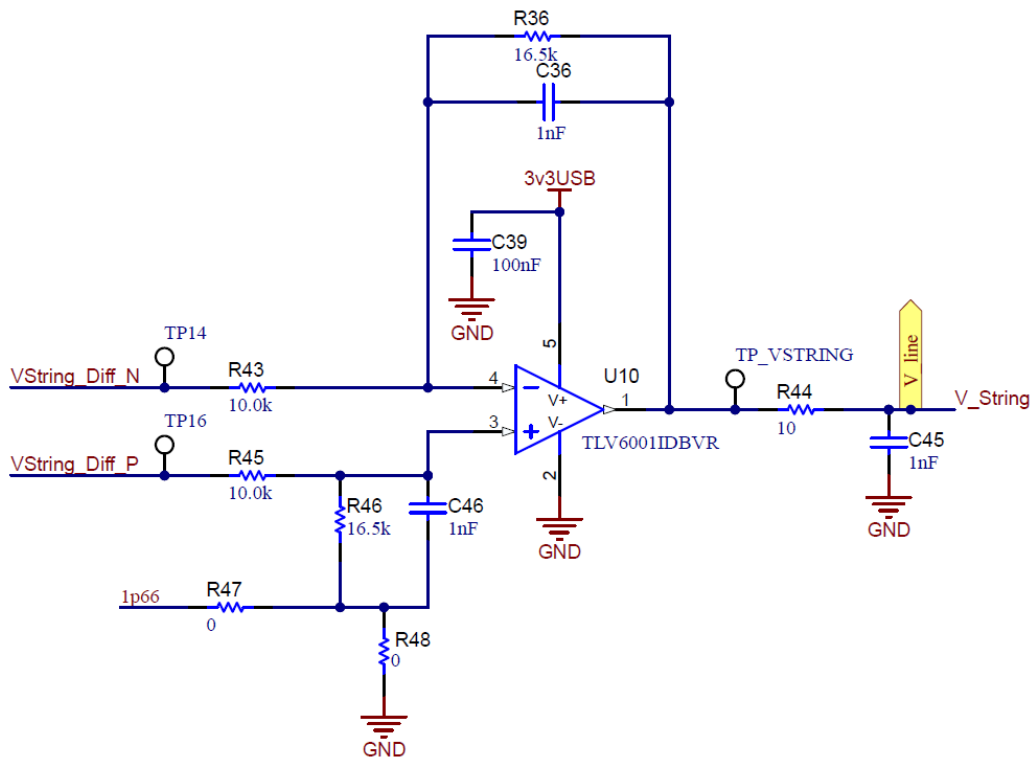 R36
16.5k
C36
1nF
3v3USB
C39
100nF
GND
TP14
VString_Diff_N
R43
10.0k
4
5
V+
V-
U10
1
TLV6001IDBVR
TP_VSTRING
R44
10
V_line
V_String
C45
1nF
GND
TP16
VString_Diff_P
R45
10.0k
3
2
GND
R46
16.5k
C46
1nF
1p66
R47
0
R48
0
GND